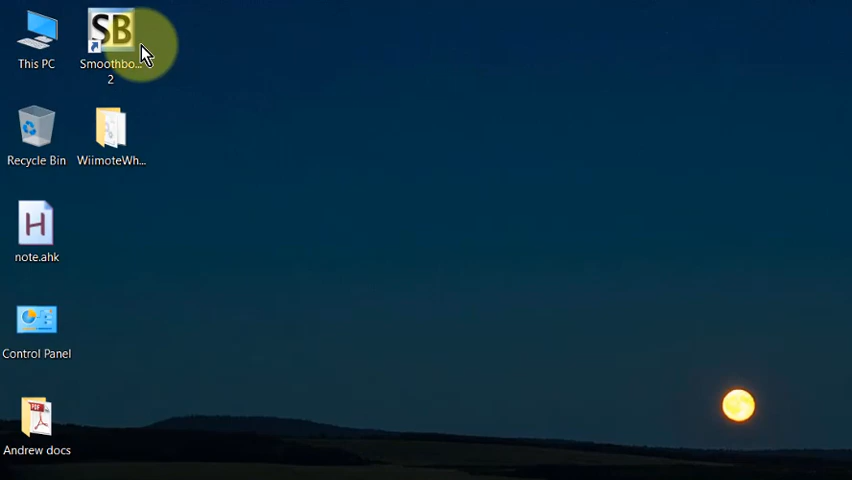 This PC
SB
Smoothbo...
2
Recycle Bin
WiimoteWh...
H
note.ahk
Control Panel
PDF
Andrew docs